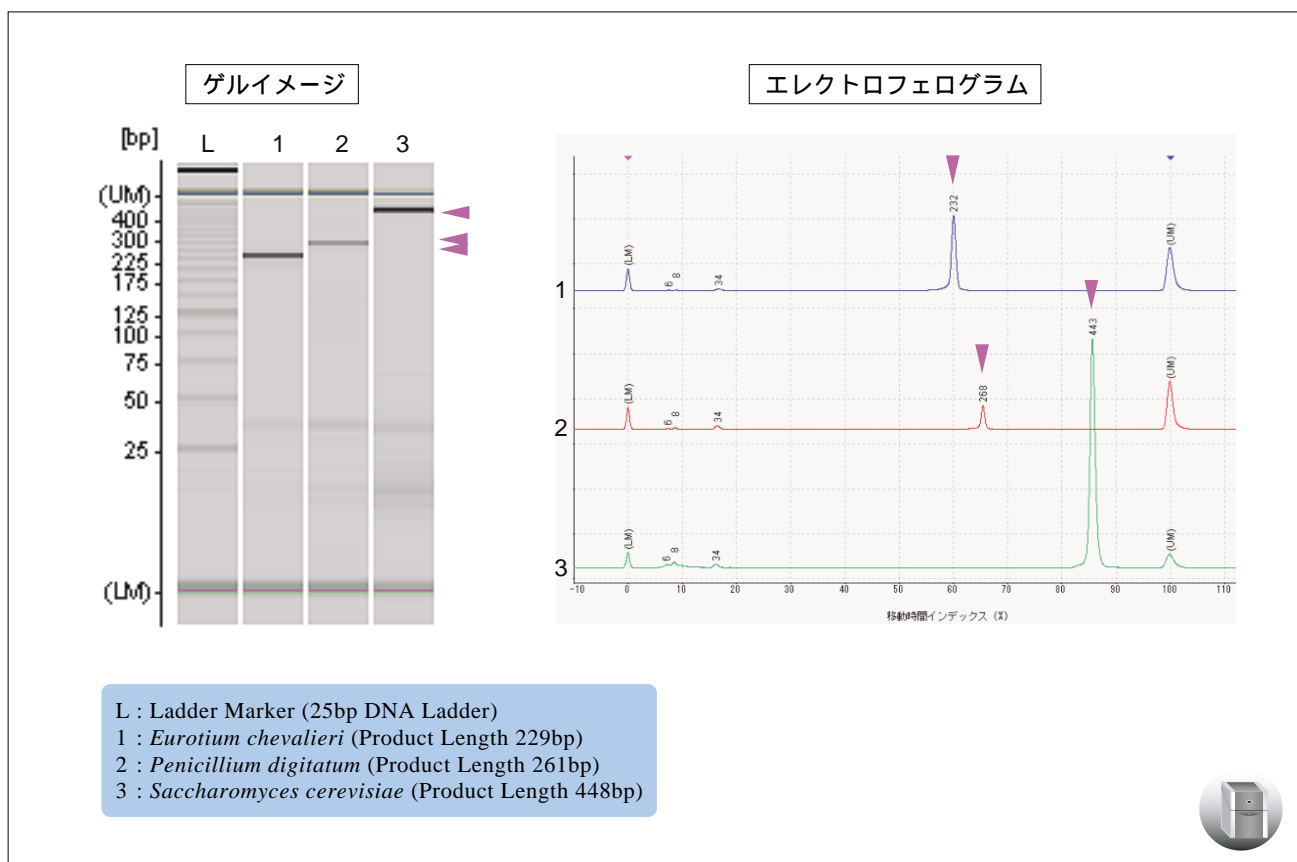 ゲルイメージ
エレクトロフェログラム
[bp]
L 1 2 3
(UM)
400
300
225
175
125
100
75
50
25
(LM)
1
(LM)
6
8
34
232
(UM)
2
(LM)
6
8
34
268
(UM)
3
(LM)
6
8
34
443
(UM)
-10 0 10 20 30 40 50 60 70 80 90 100 110
移動時間インデックス (%)
L : Ladder Marker (25bp DNA Ladder)
1 : Eurotium chevalieri (Product Length 229bp)
2 : Penicillium digitatum (Product Length 261bp)
3 : Saccharomyces cerevisiae (Product Length 448bp)